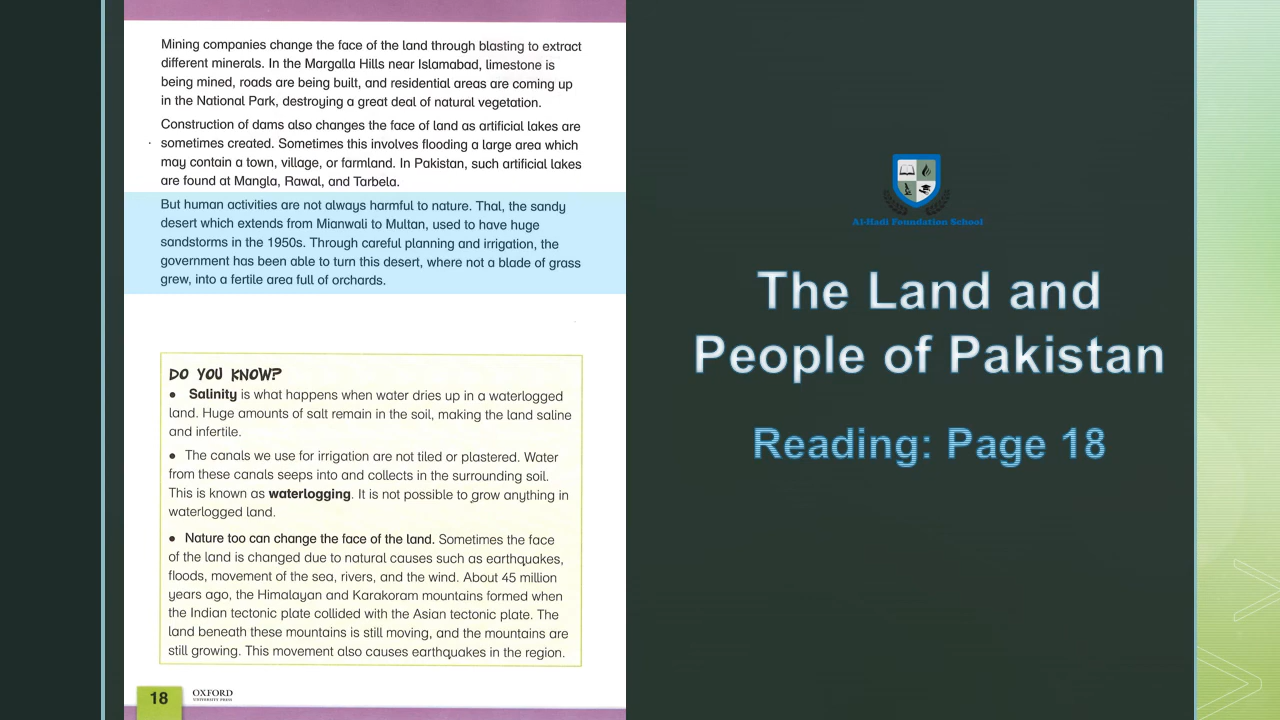 Mining companies change the face of the land through blasting to extract
different minerals. In the Margalla Hills near Islamabad, limestone is
being mined, roads are being built, and residential areas are coming up
in the National Park, destroying a great deal of natural vegetation.
Construction of dams also changes the face of land as artificial lakes are
sometimes created. Sometimes this involves flooding a large area which
may contain a town, village, or farmland. In Pakistan, such artificial lakes
are found at Mangla, Rawal, and Tarbela.
But human activities are not always harmful to nature. Thal, the sandy
desert which extends from Mianwali to Multan, used to have huge
sandstorms in the 1950s. Through careful planning and irrigation, the
government has been able to turn this desert, where not a blade of grass
grew, into a fertile area full of orchards.
DO YOU KNOW?
• Salinity is what happens when water dries up in a waterlogged
land. Huge amounts of salt remain in the soil, making the land saline
and infertile.
• The canals we use for irrigation are not tiled or plastered. Water
from these canals seeps into and collects in the surrounding soil.
This is known as waterlogging. It is not possible to grow anything in
waterlogged land.
• Nature too can change the face of the land. Sometimes the face
of the land is changed due to natural causes such as earthquakes,
floods, movement of the sea, rivers, and the wind. About 45 million
years ago, the Himalayan and Karakoram mountains formed when
the Indian tectonic plate collided with the Asian tectonic plate. The
land beneath these mountains is still moving, and the mountains are
still growing. This movement also causes earthquakes in the region.
18
OXFORD
UNIVERSITY PRESS
Al-Hadi Foundation School
The Land and
People of Pakistan
Reading: Page 18